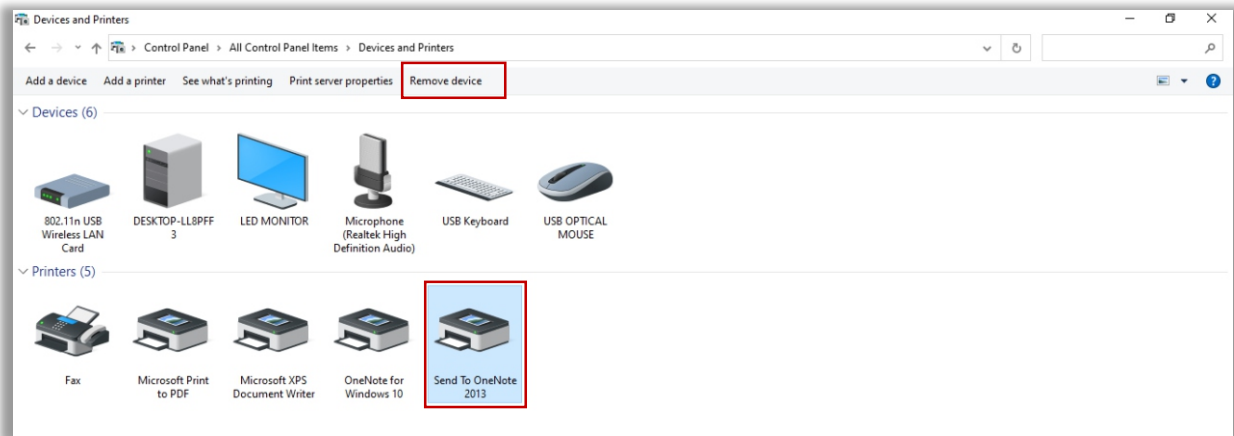 Devices and Printers
Control Panel > All Control Panel Items > Devices and Printers
Add a device Add a printer See what's printing Print server properties Remove device
Devices (6)
802.11n USB Wireless LAN Card
DESKTOP-LL8PFF3
LED MONITOR
Microphone (Realtek High Definition Audio)
USB Keyboard
USB OPTICAL MOUSE
Printers (5)
Fax
Microsoft Print to PDF
Microsoft XPS Document Writer
OneNote for Windows 10
Send To OneNote 2013